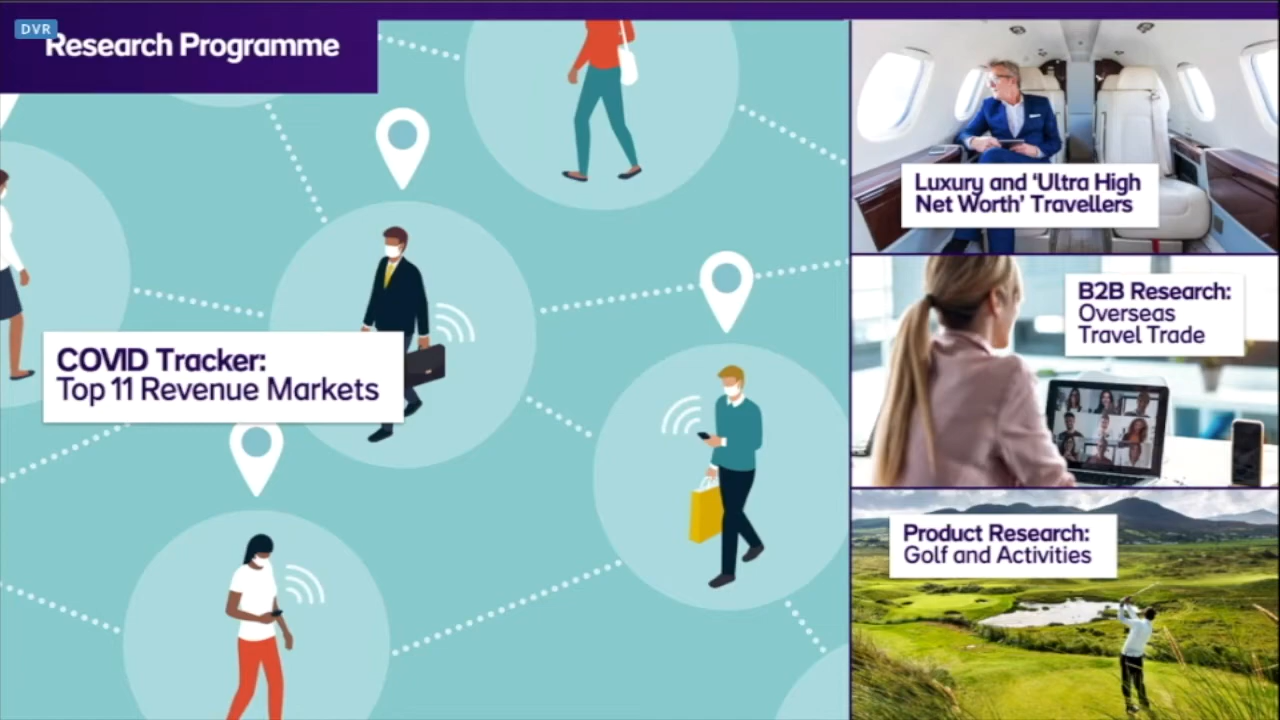 DVR
Research Programme
COVID Tracker:
Top 11 Revenue Markets
Luxury and ‘Ultra High
Net Worth’ Travellers
B2B Research:
Overseas
Travel Trade
Product Research:
Golf and Activities